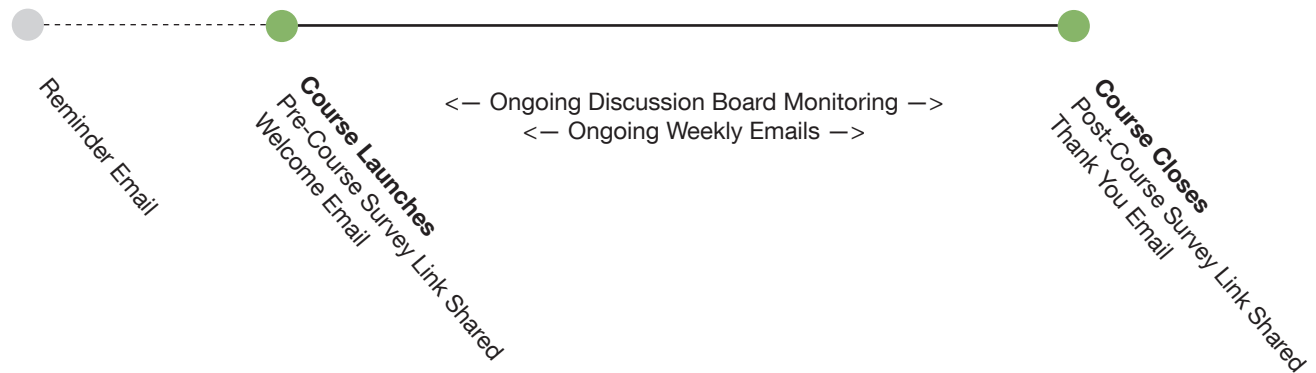 Reminder Email
Course Launches
Pre-Course Survey Link Shared
Welcome Email
<— Ongoing Discussion Board Monitoring —>
<— Ongoing Weekly Emails —>
Course Closes
Post-Course Survey Link Shared
Thank You Email